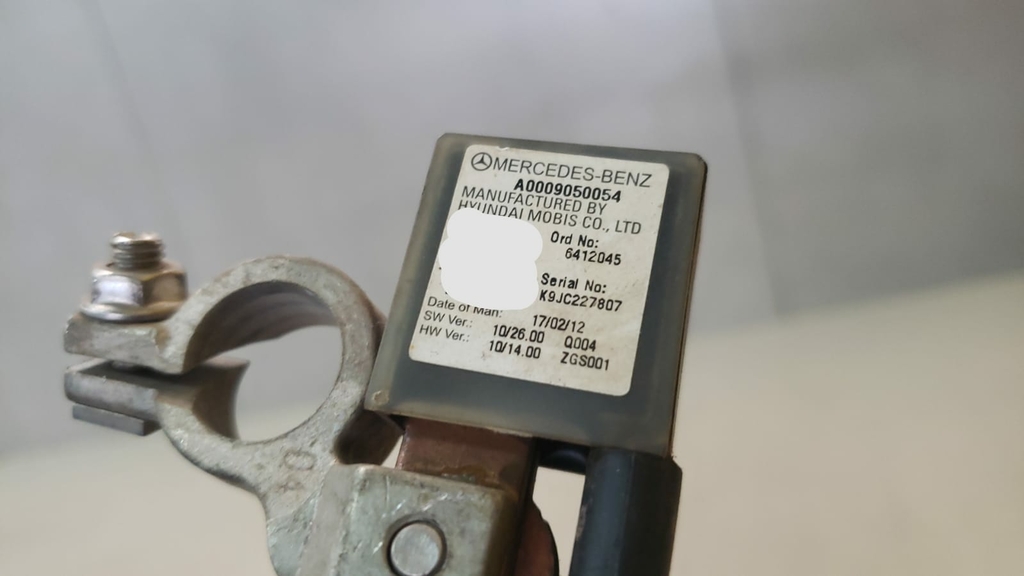 MERCEDES-BENZ
A0009050054
MANUFACTURED BY
HYUNDAI MOBIS CO., LTD
Ord No:
6412045
Serial No:
K9JC227807
Date of Man: 17/02/12
SW Ver.: 10/26.00 Q004
HW Ver.: 10/14.00 ZGS001